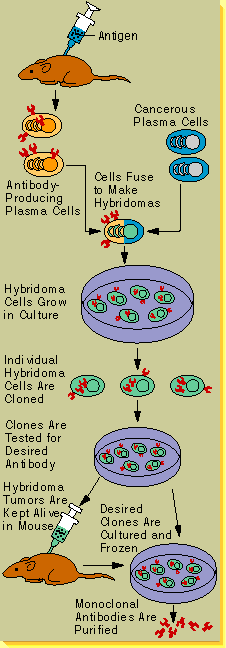 Antigen
Cancerous
Plasma Cells
Antibody-
Producing
Plasma Cells
Cells Fuse
to Make
Hybridomas
Hybridoma
Cells Grow
in Culture
Individual
Hybridoma
Cells Are
Cloned
Clones Are
Tested for
Desired
Antibody
Hybridoma
Tumors Are
Kept Alive
in Mouse
Desired
Clones Are
Cultured and
Frozen
Monoclonal
Antibodies Are
Purified